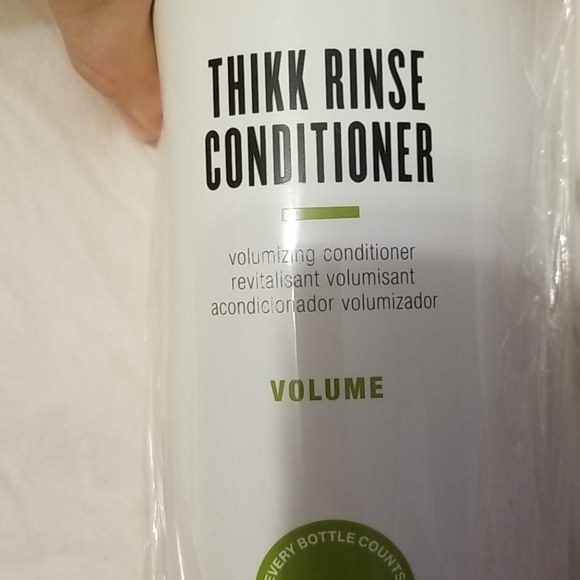 THIKK RINSE
CONDITIONER
volumizing conditioner
revitalisant volumisant
acondicionador volumizador
VOLUME
EVERY BOTTLE COUNTS